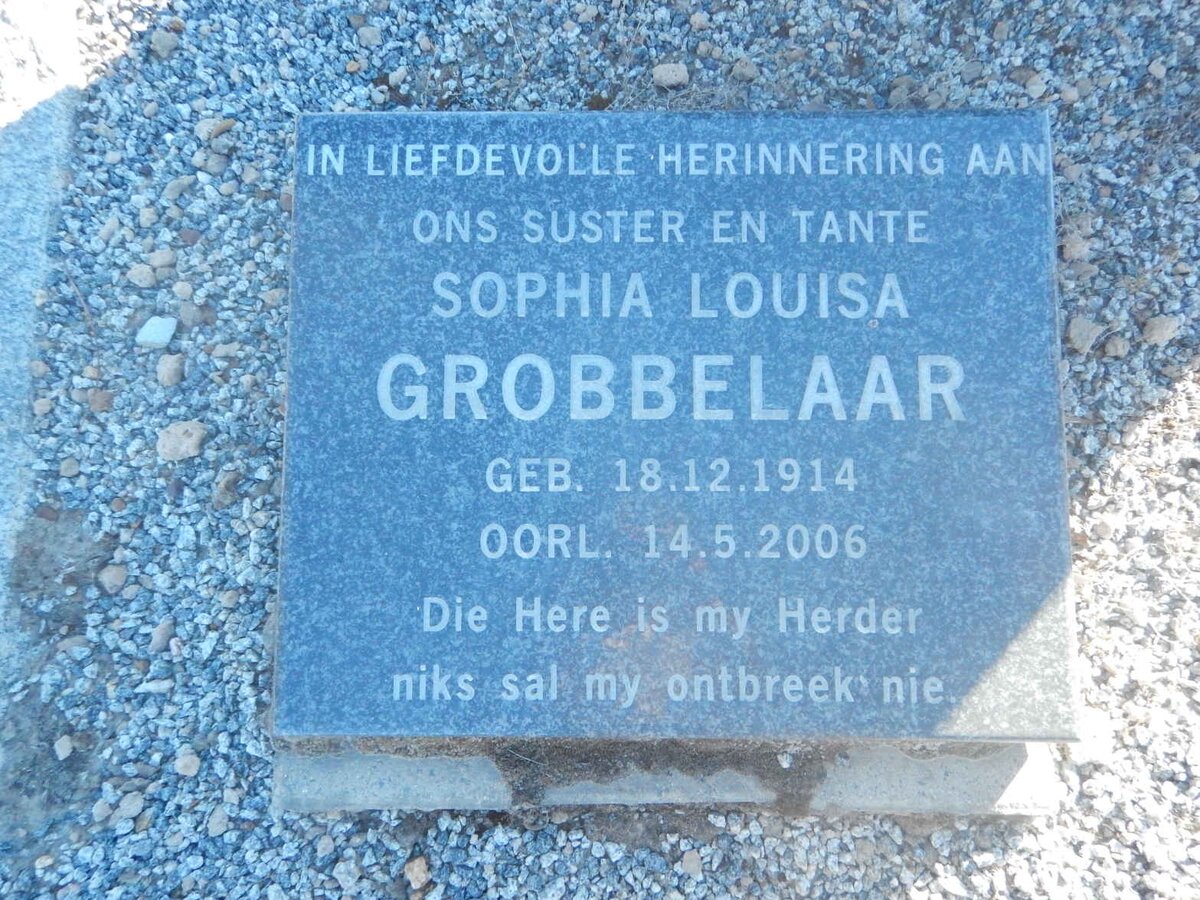 IN LIEFDEVOLLE HERINNERING AAN
ONS SUSTER EN TANTE
SOPHIA LOUISA
GROBBELAAR
GEB. 18.12.1914
OORL. 14.5.2006
Die Here is my Herder
niks sal my ontbreek nie.